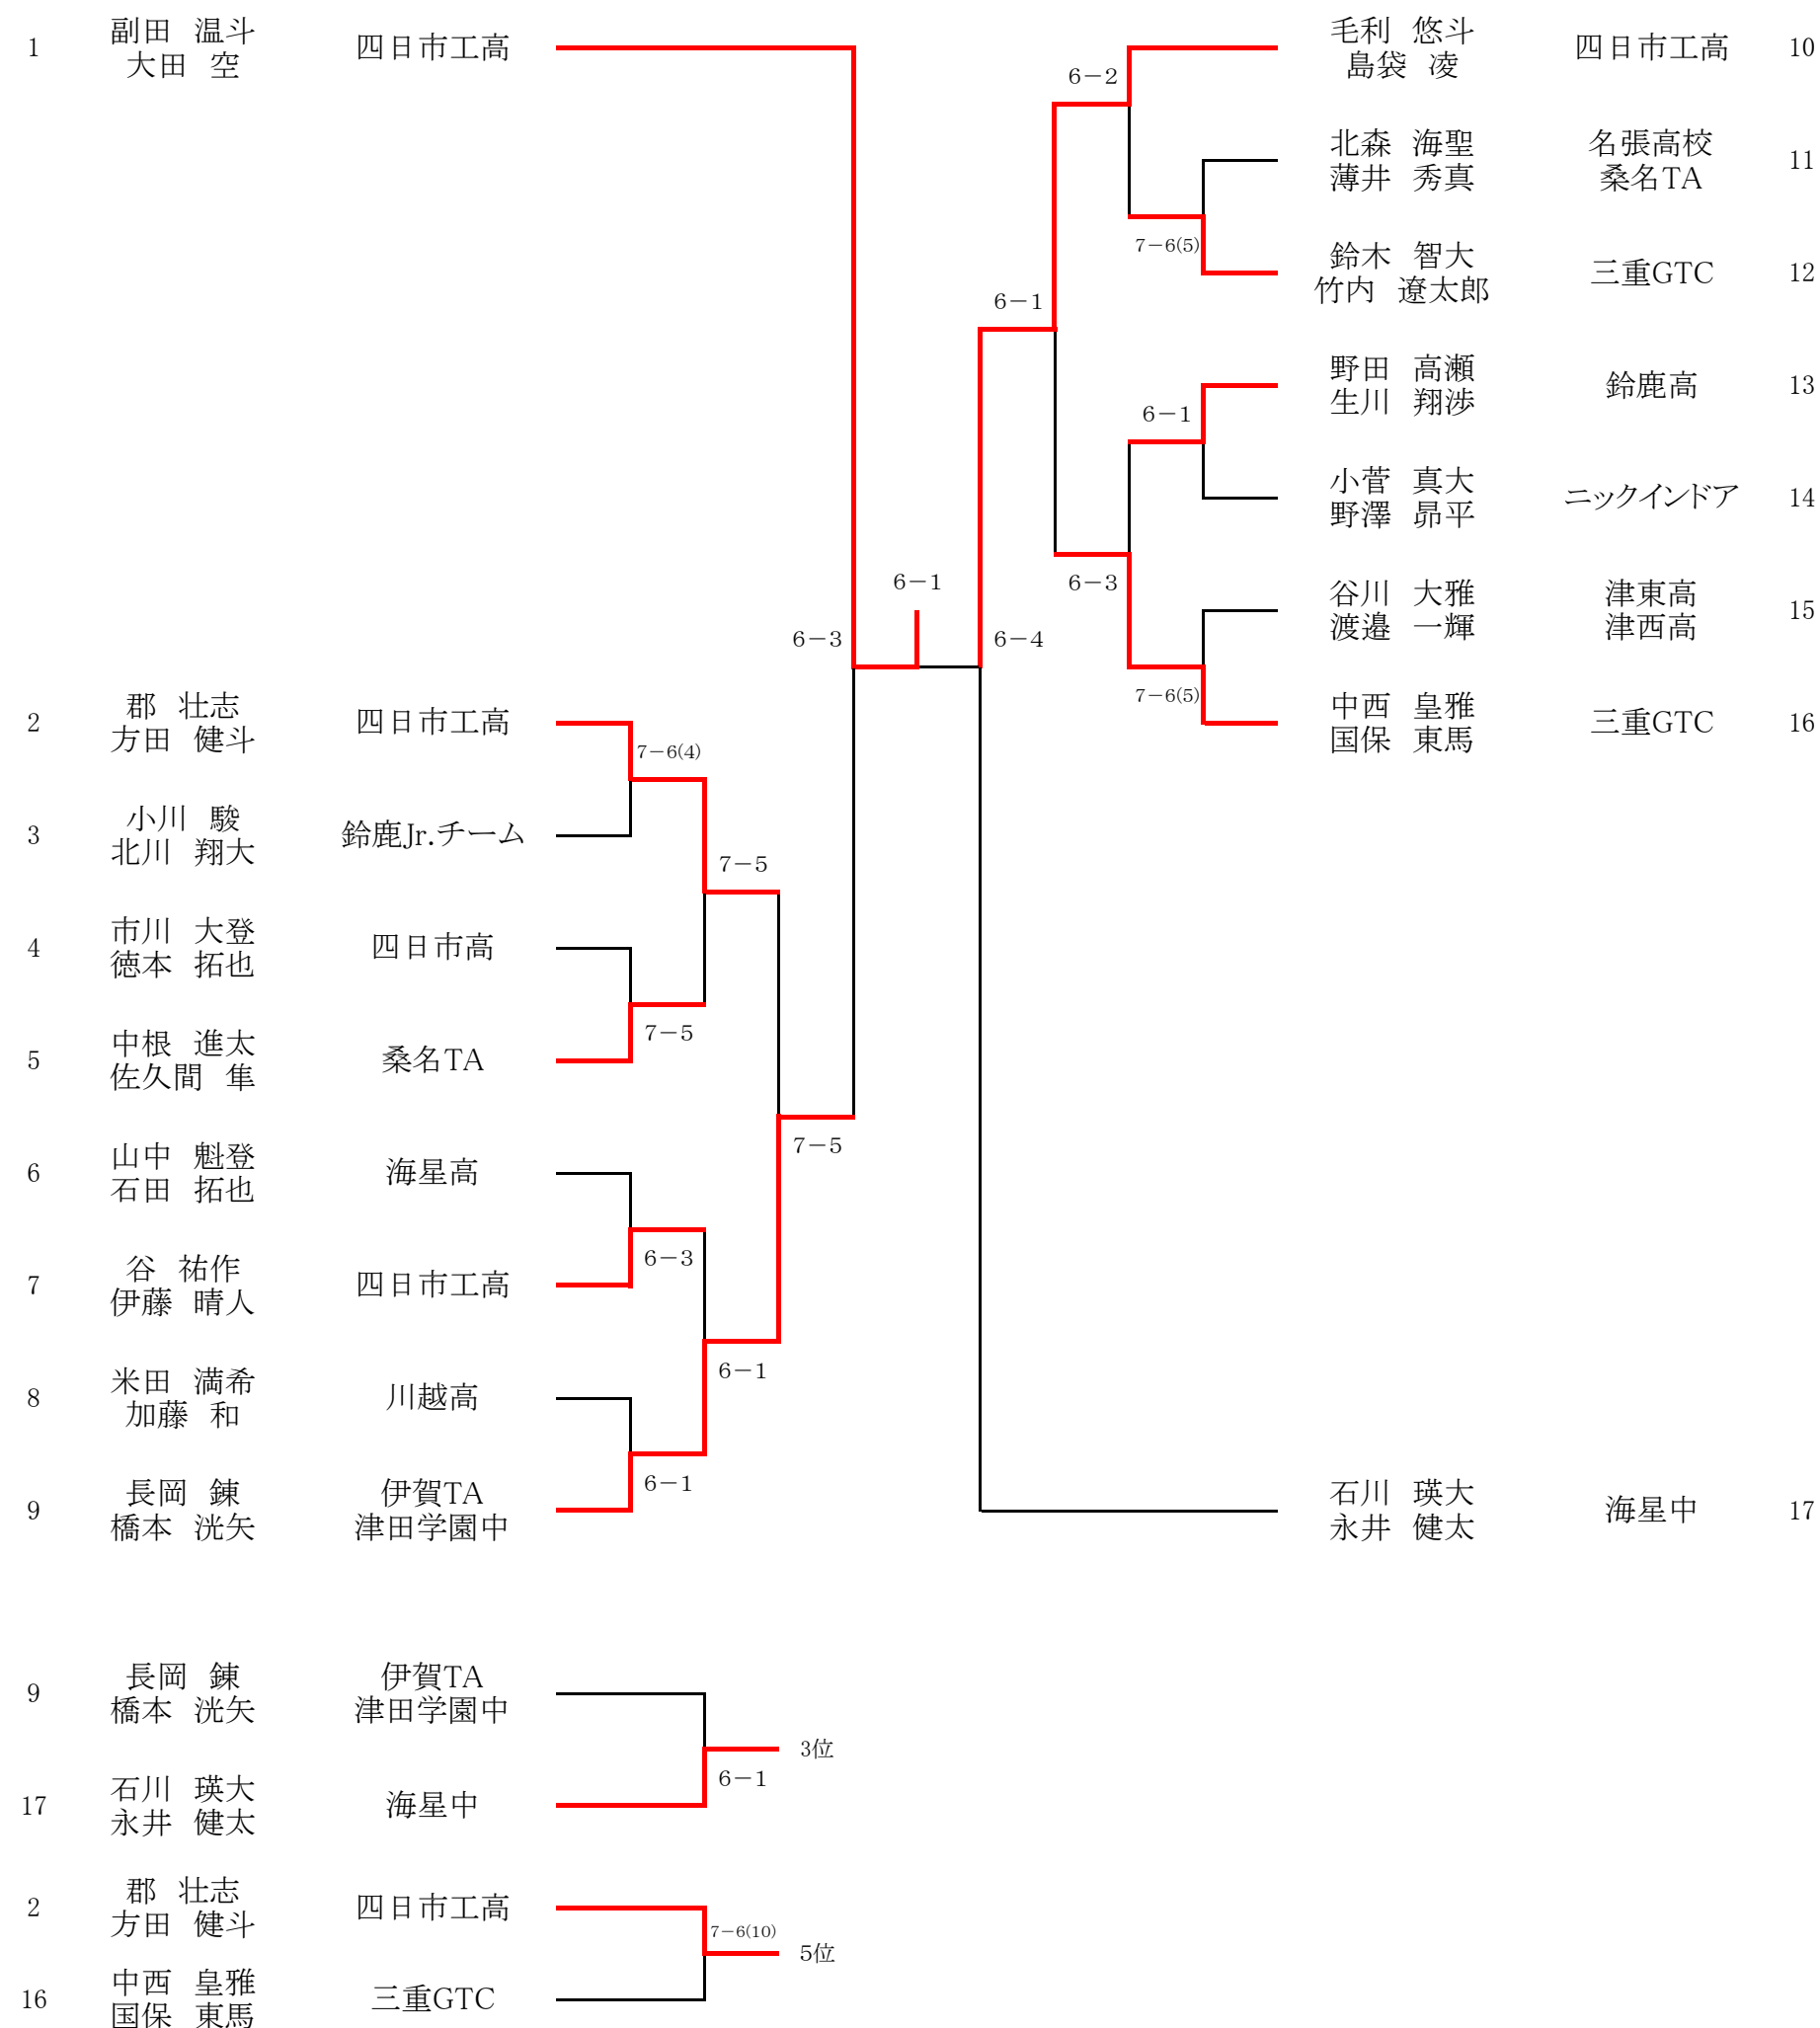 1 副田 温斗 大田 空 四日市工高
6-3
6-1
2 郡 壮志 方田 健斗 四日市工高
7-6(4)
3 小川 駿 北川 翔大 鈴鹿Jr.チーム
7-5
4 市川 大登 徳本 拓也 四日市高
7-5
5 中根 進太 佐久間 隼 桑名TA
7-5
6 山中 魁登 石田 拓也 海星高
6-3
7 谷 祐作 伊藤 晴人 四日市工高
6-1
8 米田 満希 加藤 和 川越高
6-1
9 長岡 錬 橋本 洸矢 伊賀TA 津田学園中
毛利 悠斗 島袋 凌 四日市工高 10
6-2
北森 海聖 薄井 秀真 名張高校 桑名TA 11
7-6(5)
鈴木 智大 竹内 遼太郎 三重GTC 12
6-1
野田 高瀬 生川 翔渉 鈴鹿高 13
6-1
小菅 真大 野澤 昴平 ニックインドア 14
6-3
谷川 大雅 渡邉 一輝 津東高 津西高 15
6-4
7-6(5)
中西 皇雅 国保 東馬 三重GTC 16
石川 瑛大 永井 健太 海星中 17
9 長岡 錬 橋本 洸矢 伊賀TA 津田学園中
3位
6-1
17 石川 瑛大 永井 健太 海星中
2 郡 壮志 方田 健斗 四日市工高
7-6(10)
5位
16 中西 皇雅 国保 東馬 三重GTC